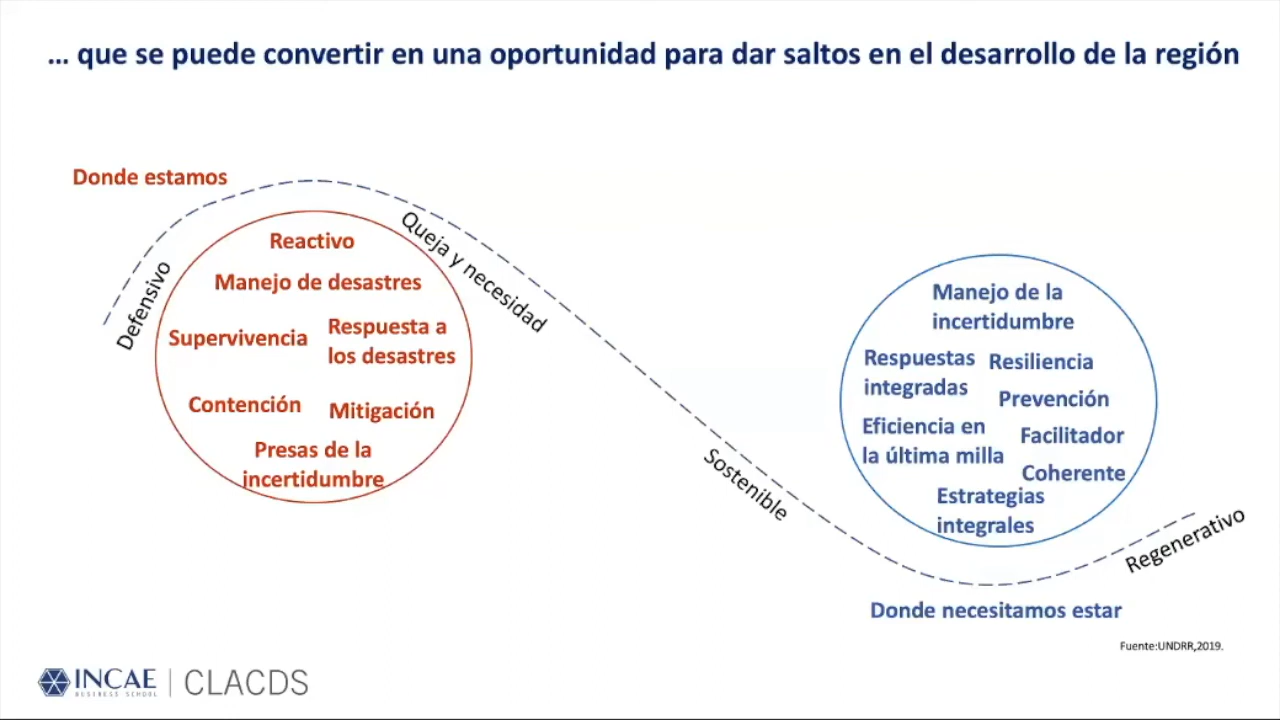 … que se puede convertir en una oportunidad para dar saltos en el desarrollo de la región
Donde estamos
Defensivo
Queja y necesidad
Reactivo
Manejo de desastres
Supervivencia
Respuesta a
los desastres
Contención
Mitigación
Presas de la
incertidumbre
Sostenible
Manejo de la
incertidumbre
Respuestas
integradas
Resiliencia
Prevención
Eficiencia en
la última milla
Facilitador
Coherente
Estrategias
integrales
Regenerativo
Donde necesitamos estar
Fuente:UNDRR,2019.
INCAE
BUSINESS SCHOOL
CLACDS